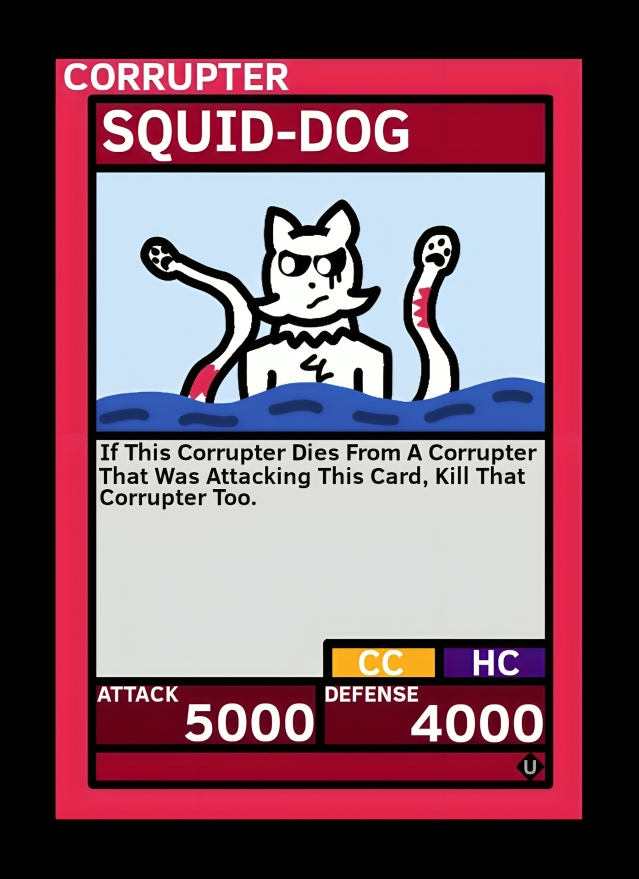 CORRUPTER
SQUID-DOG
If This Corrupter Dies From A Corrupter
That Was Attacking This Card, Kill That
Corrupter Too.
CC HC
ATTACK DEFENSE
5000 4000
U